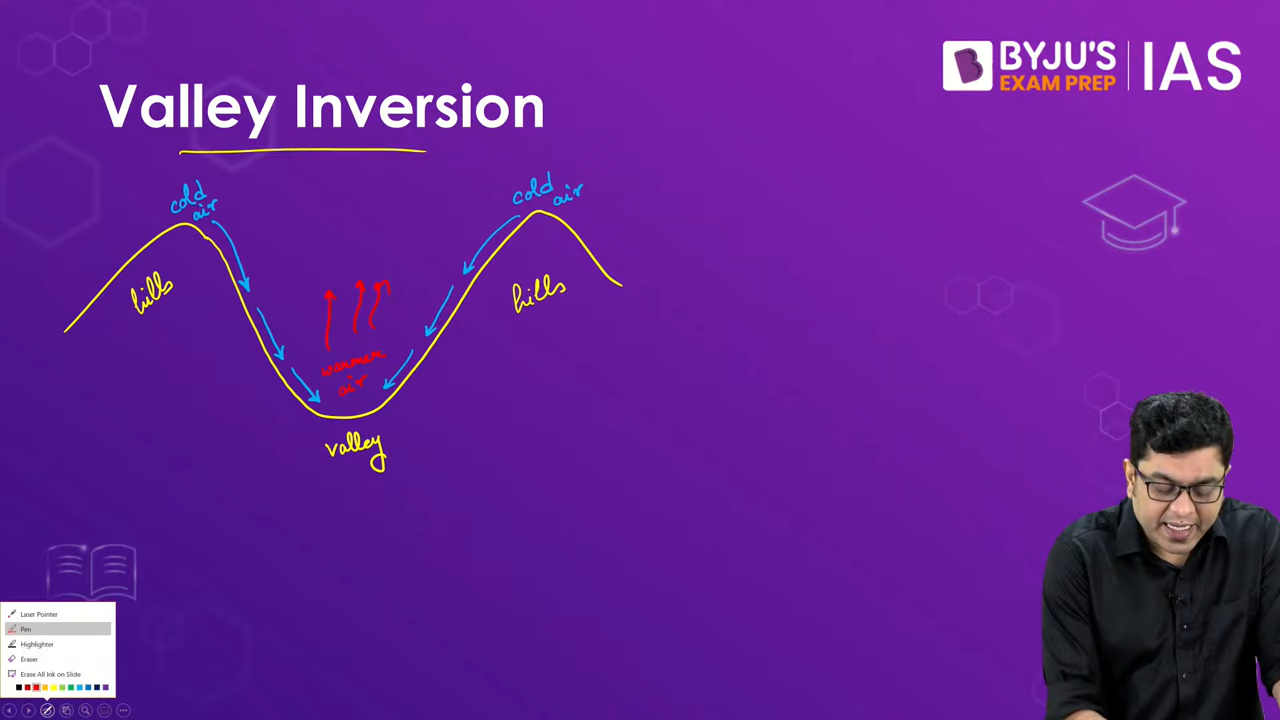 Valley Inversion
BYJU'S
EXAM PREP
IAS
cold
air
cold
air
hills
hills
warmer
air
valley
Laser Pointer
Pen
Highlighter
Eraser
Erase All Ink on Slide